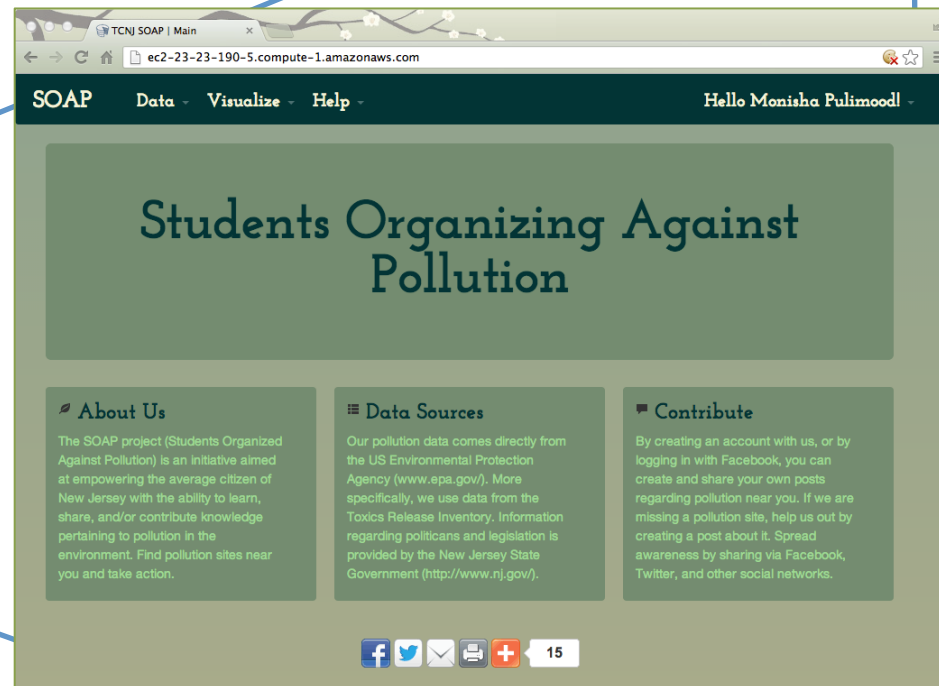 TCNJ SOAP | Main
ec2-23-23-190-5.compute-1.amazonaws.com
SOAP Data Visualize Help Hello Monisha Pulimood!
Students Organizing Against
Pollution
About Us
The SOAP project (Students Organized
Against Pollution) is an initiative aimed
at empowering the average citizen of
New Jersey with the ability to learn,
share, and/or contribute knowledge
pertaining to pollution in the
environment. Find pollution sites near
you and take action.
Data Sources
Our pollution data comes directly from
the US Environmental Protection
Agency (www.epa.gov/). More
specifically, we use data from the
Toxics Release Inventory. Information
regarding politicans and legislation is
provided by the New Jersey State
Government (http://www.nj.gov/).
Contribute
By creating an account with us, or by
logging in with Facebook, you can
create and share your own posts
regarding pollution near you. If we are
missing a pollution site, help us out by
creating a post about it. Spread
awareness by sharing via Facebook,
Twitter, and other social networks.
15